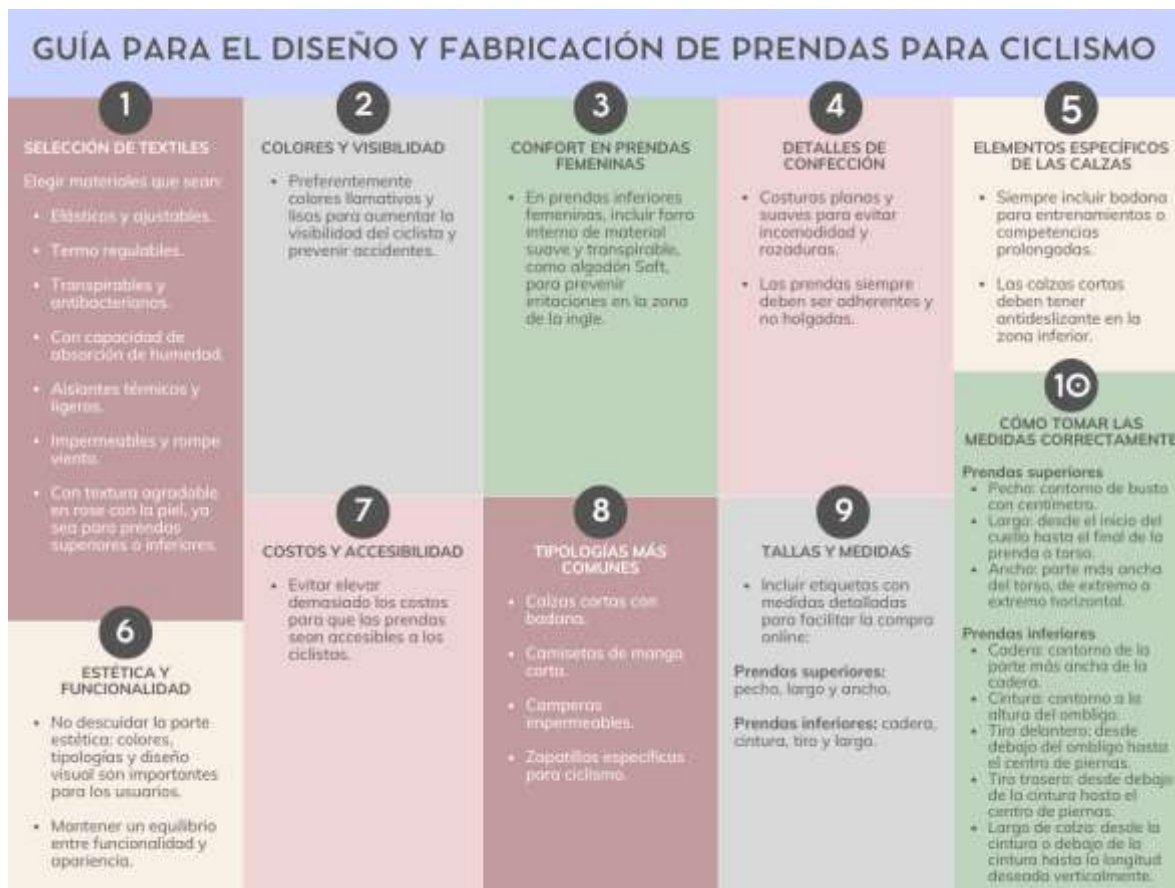 GUÍA PARA EL DISEÑO Y FABRICACIÓN DE PRENDAS PARA CICLISMO
1
SELECCIÓN DE TEXTILES
Elegir materiales que sean:
• Elásticos y ajustables.
• Termo regulables.
• Transpirables y
antibacterianos.
• Con capacidad de
absorción de humedad.
• Aislantes térmicos y
ligeros.
• Impermeables y rompe
viento.
• Con textura agradable
en rose con la piel, ya
sea para prendas
superiores o inferiores.
2
COLORES Y VISIBILIDAD
• Preferentemente
colores llamativos y
lisos para aumentar la
visibilidad del ciclista y
prevenir accidentes.
3
CONFORT EN PRENDAS
FEMENINAS
• En prendas inferiores
femeninas, incluir forro
interno de material
suave y transpirable,
como algodón Soft,
para prevenir
irritaciones en la zona
de la ingle.
4
DETALLES DE
CONFECCIÓN
• Costuras planas y
suaves para evitar
incomodidad y
rozaduras.
• Las prendas siempre
deben ser adherentes y
no holgadas.
5
ELEMENTOS ESPECÍFICOS
DE LAS CALZAS
• Siempre incluir badana
para entrenamientos o
competencias
prolongadas.
• Las calzas cortas
deben tener
antideslizante en la
zona inferior.
6
ESTÉTICA Y
FUNCIONALIDAD
• No descuidar la parte
estética: colores,
tipologías y diseño
visual son importantes
para los usuarios.
• Mantener un equilibrio
entre funcionalidad y
apariencia.
7
COSTOS Y ACCESIBILIDAD
• Evitar elevar
demasiado los costos
para que las prendas
sean accesibles a los
ciclistas.
8
TIPOLOGÍAS MÁS
COMUNES
• Calzas cortas con
badana.
• Camisetas de manga
corta.
• Camperas
impermeables.
• Zapatillas específicas
para ciclismo.
9
TALLAS Y MEDIDAS
• Incluir etiquetas con
medidas detalladas
para facilitar la compra
online:
Prendas superiores:
pecho, largo y ancho.
Prendas inferiores: cadera,
cintura, tiro y largo.
10
CÓMO TOMAR LAS
MEDIDAS CORRECTAMENTE
Prendas superiores
• Pecho: contorno de busto
con centímetro.
• Largo: desde el inicio del
cuello hasta el final de la
prenda o torso.
• Ancho: parte más ancha
del torso, de extremo a
extremo horizontal.
Prendas inferiores
• Cadera: contorno de la
parte más ancha de la
cadera.
• Cintura: contorno a la
altura del ombligo.
• Tiro delantero: desde
debajo del ombligo hasta
el centro de piernas.
• Tiro trasero: desde debajo
de la cintura hasta el
centro de piernas.
• Largo de calza: desde la
cintura o debajo de la
cintura hasta la longitud
deseada verticalmente.